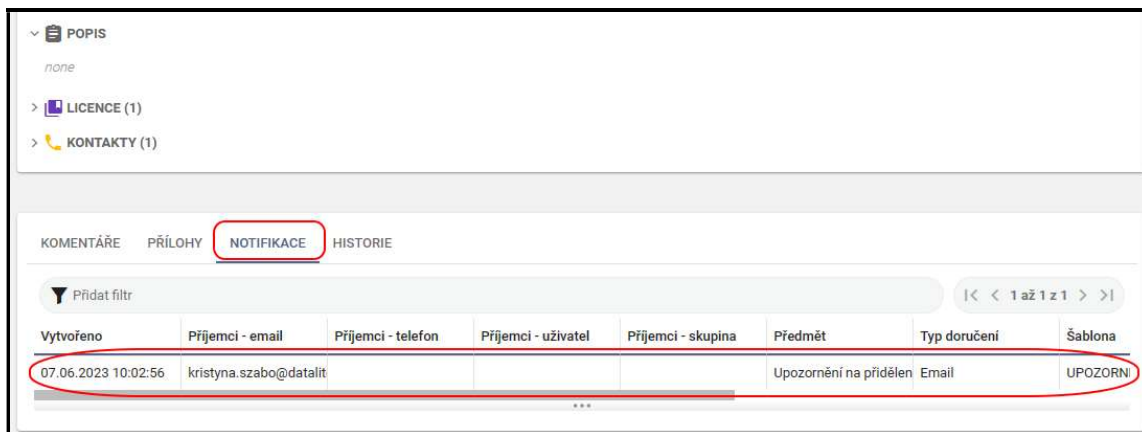 POPIS
none
LICENCE (1)
KONTAKTY (1)
KOMENTÁŘE PŘÍLOHY NOTIFIKACE HISTORIE
Přidat filtr 1 až 1 z 1
Vytvořeno Příjemci - email Příjemci - telefon Příjemci - uživatel Příjemci - skupina Předmět Typ doručení Šablona
07.06.2023 10:02:56 kristyna.szabo@datalit Upozornění na přidělen Email UPOZORNI